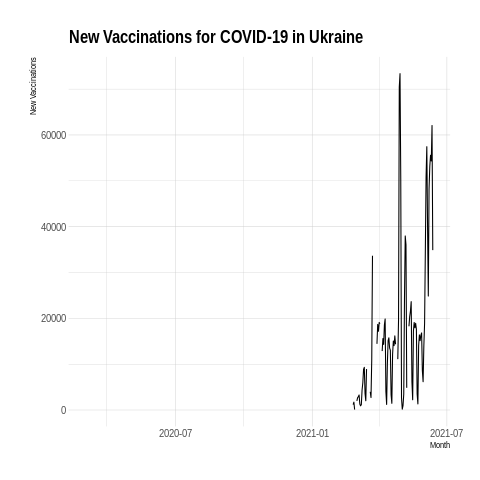 New Vaccinations for COVID-19 in Ukraine
New Vaccinations
60000
40000
20000
0
2020-07
2021-01
2021-07
Month